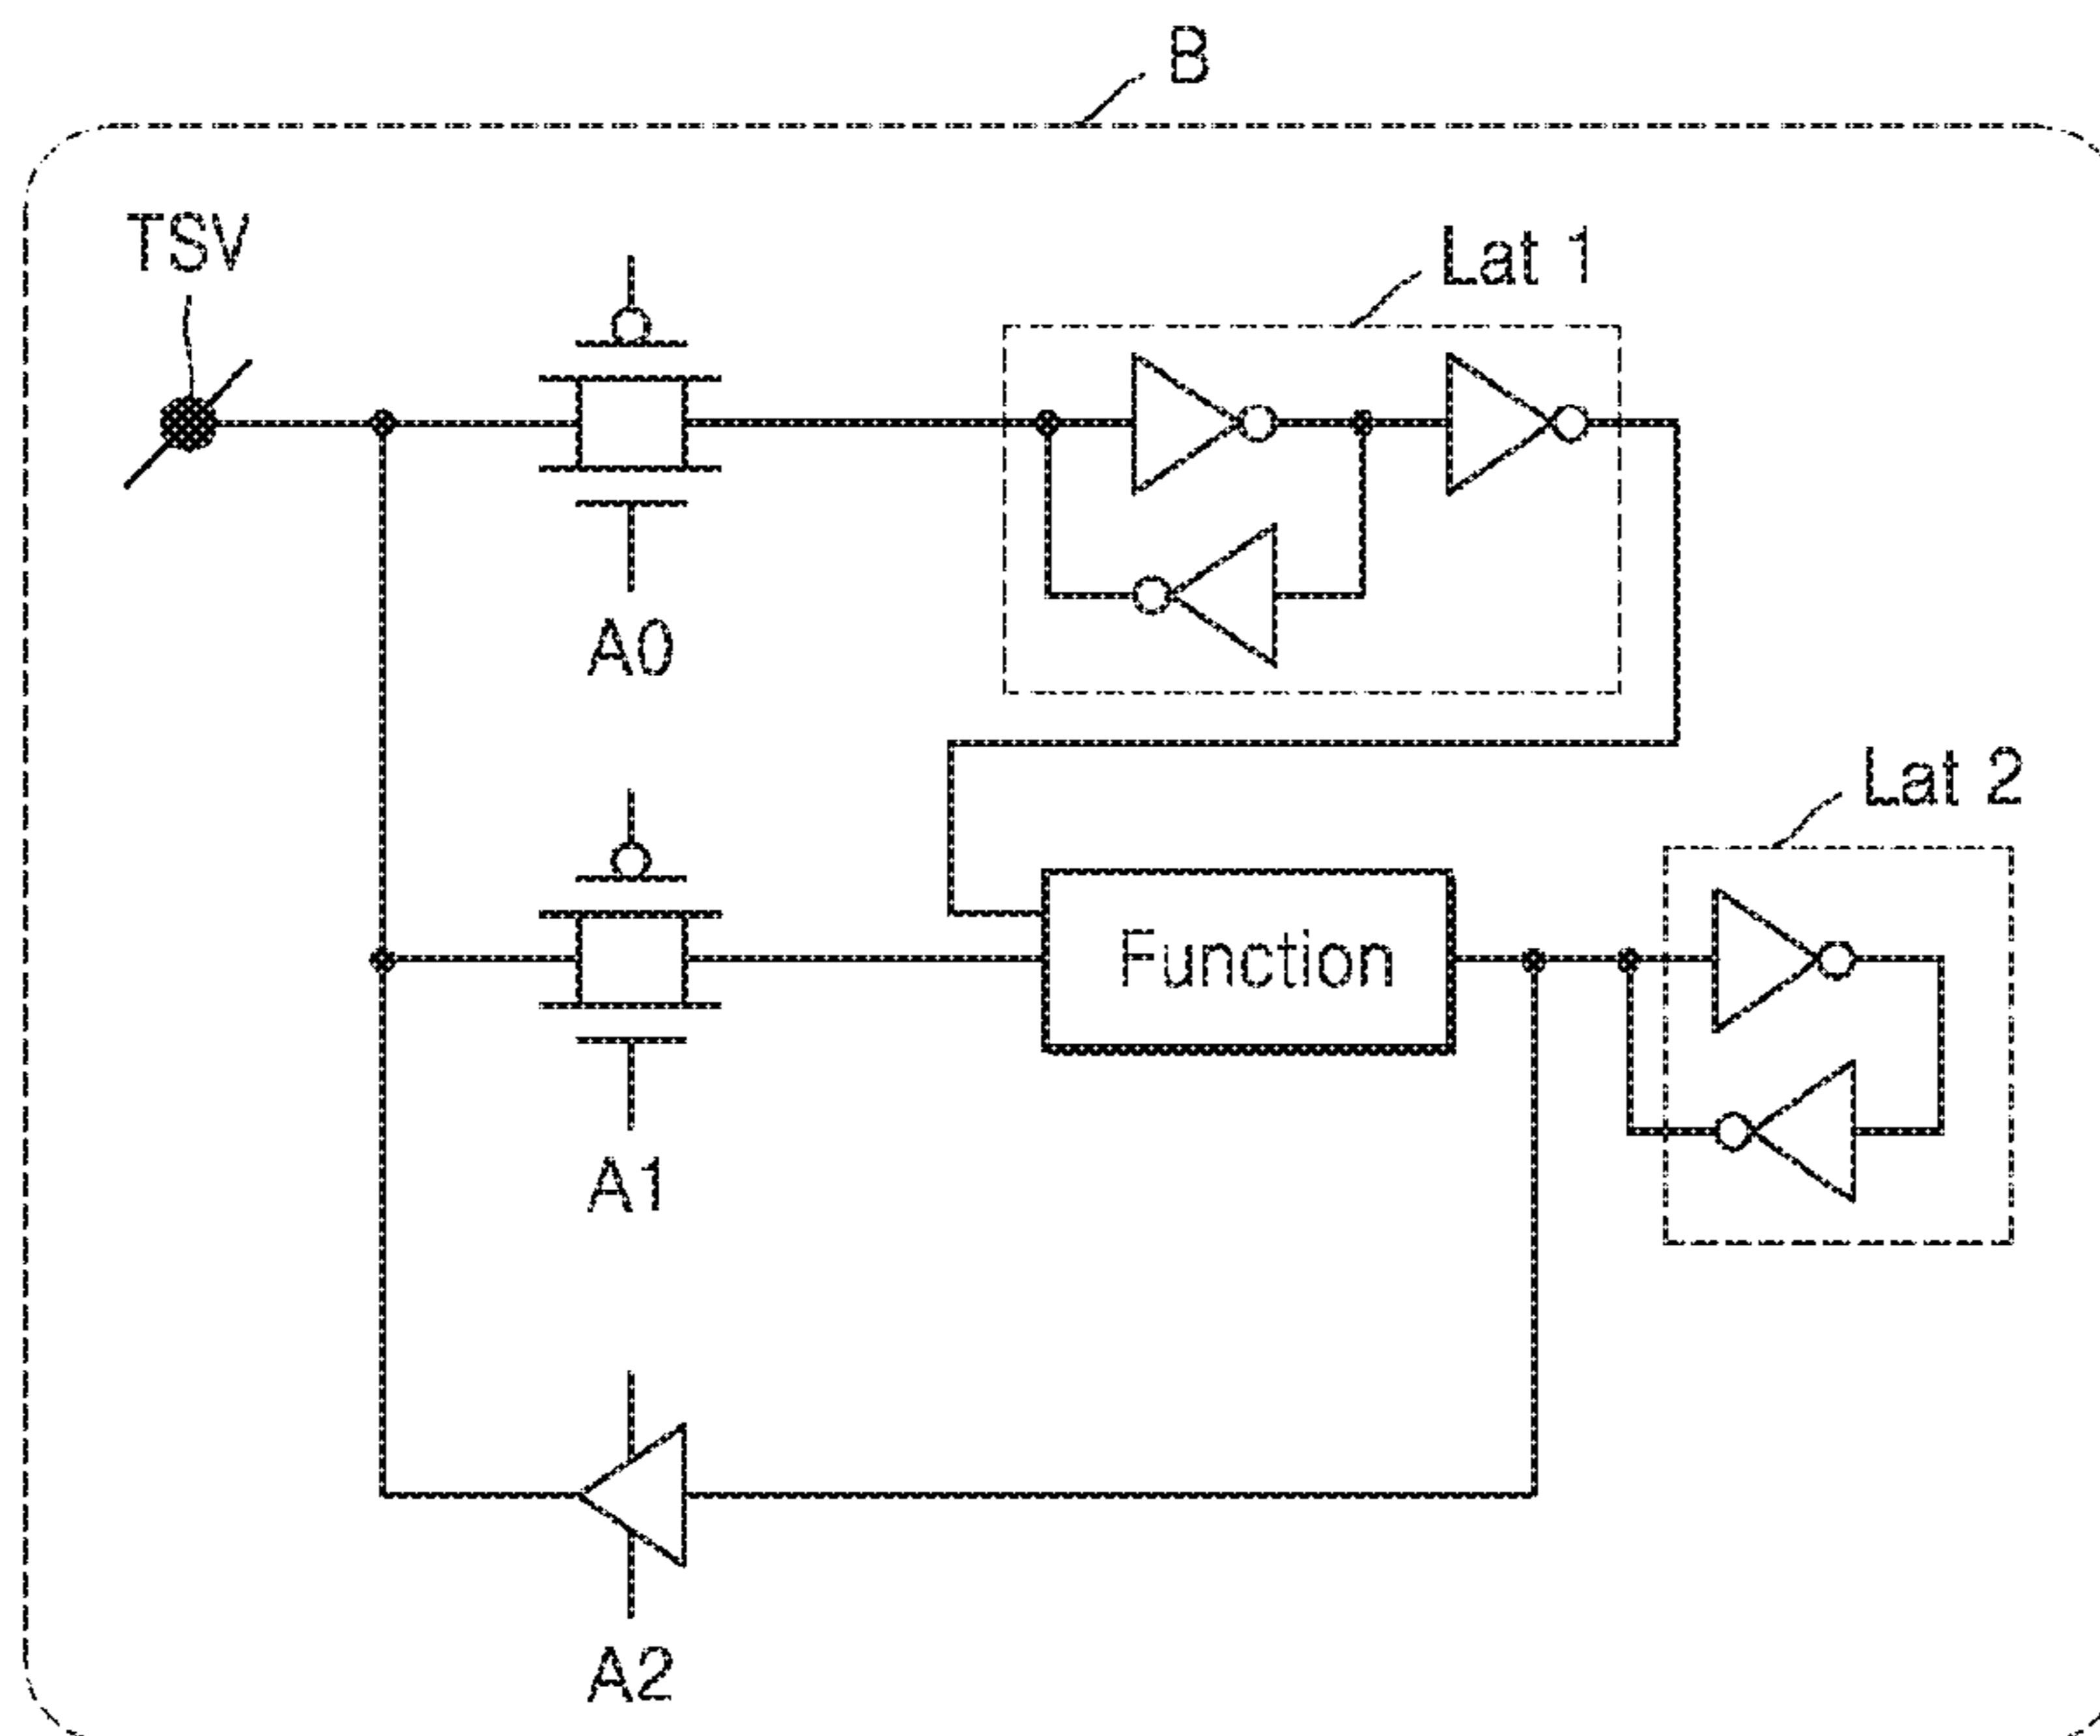 B
TSV
Lat 1
A0
Lat 2
Function
A1
A2